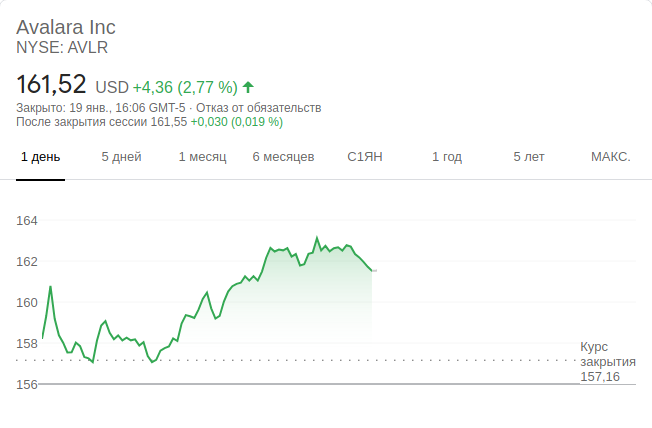 Avalara Inc
NYSE: AVLR
161,52 USD +4,36 (2,77 %)
Закрыто: 19 янв., 16:06 GMT-5 · Отказ от обязательств
После закрытия сессии 161,55 +0,030 (0,019 %)
1 день 5 дней 1 месяц 6 месяцев С1ЯН 1 год 5 лет МАКС.
164
162
160
158
Курс
закрытия
157,16
156